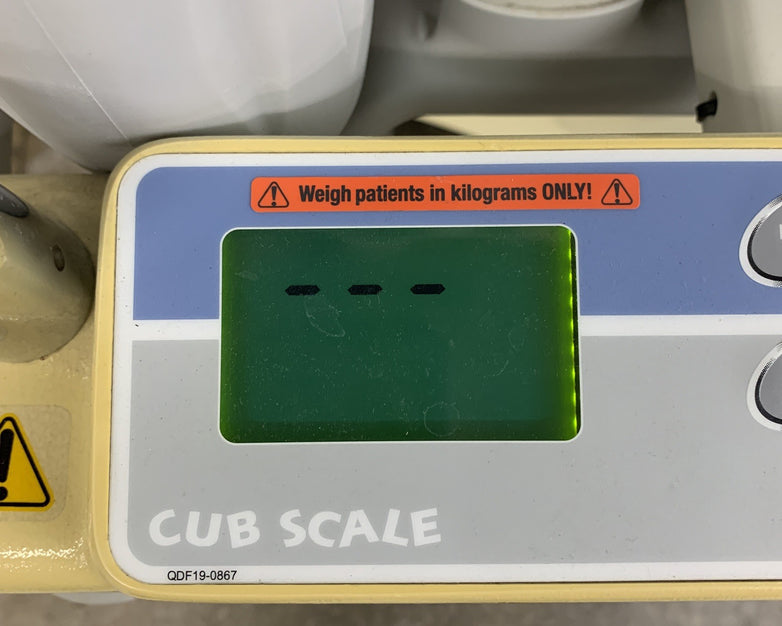 Weigh patients in kilograms ONLY!
- - -
CUB SCALE
QDF19-0867